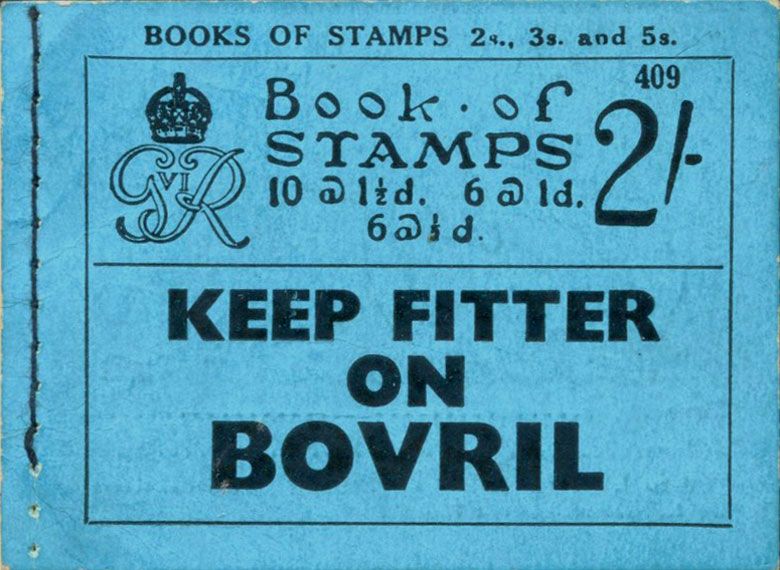 BOOKS OF STAMPS 2s., 3s. and 5s.
409
GVIR
Book · of
STAMPS
2/-
10 @ 1½d. 6 @ 1d.
6 @ ½d.
KEEP FITTER
ON
BOVRIL